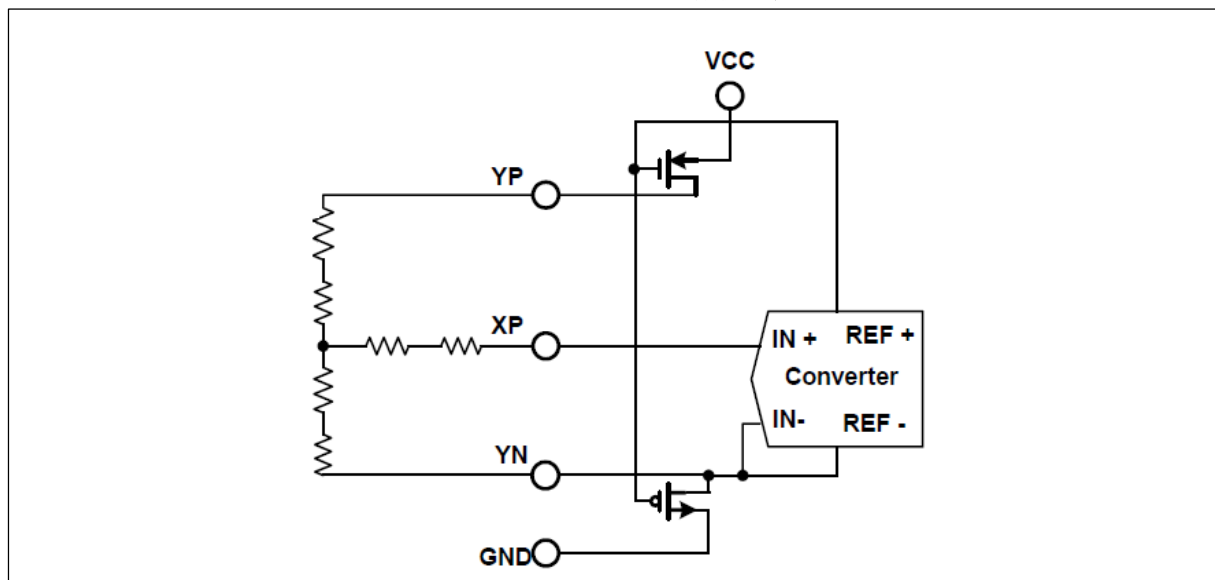 VCC
YP
XP
IN +
REF +
Converter
IN-
REF -
YN
GND